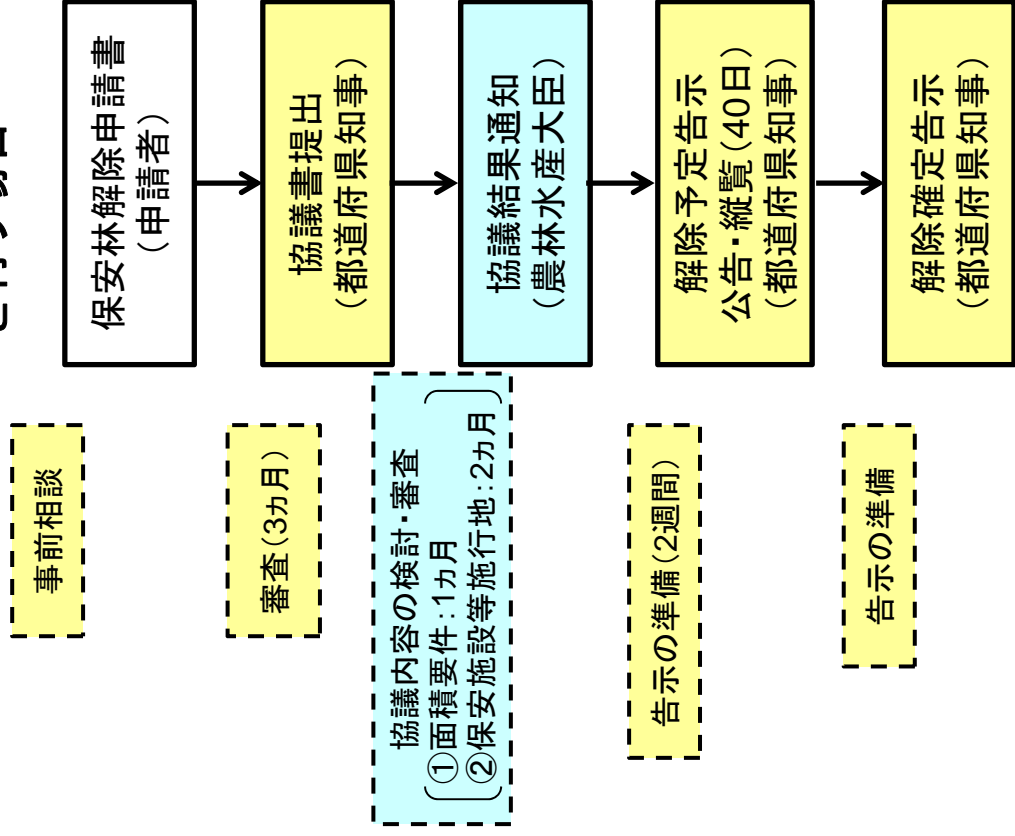 事前相談
保安林解除申請書
(申請者)
審査(3ヵ月)
協議書提出
(都道府県知事)
協議内容の検討・審査
①面積要件:1ヵ月
②保安施設等施行地:2ヵ月
協議結果通知
(農林水産大臣)
告示の準備(2週間)
解除予定告示
公告・縦覧(40日)
(都道府県知事)
告示の準備
解除確定告示
(都道府県知事)